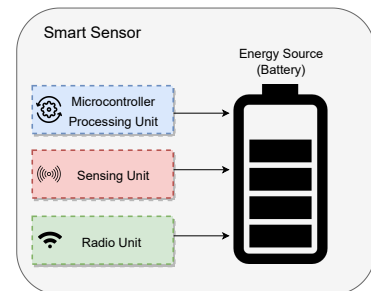 Smart Sensor
Energy Source
(Battery)
Microcontroller
Processing Unit
Sensing Unit
Radio Unit